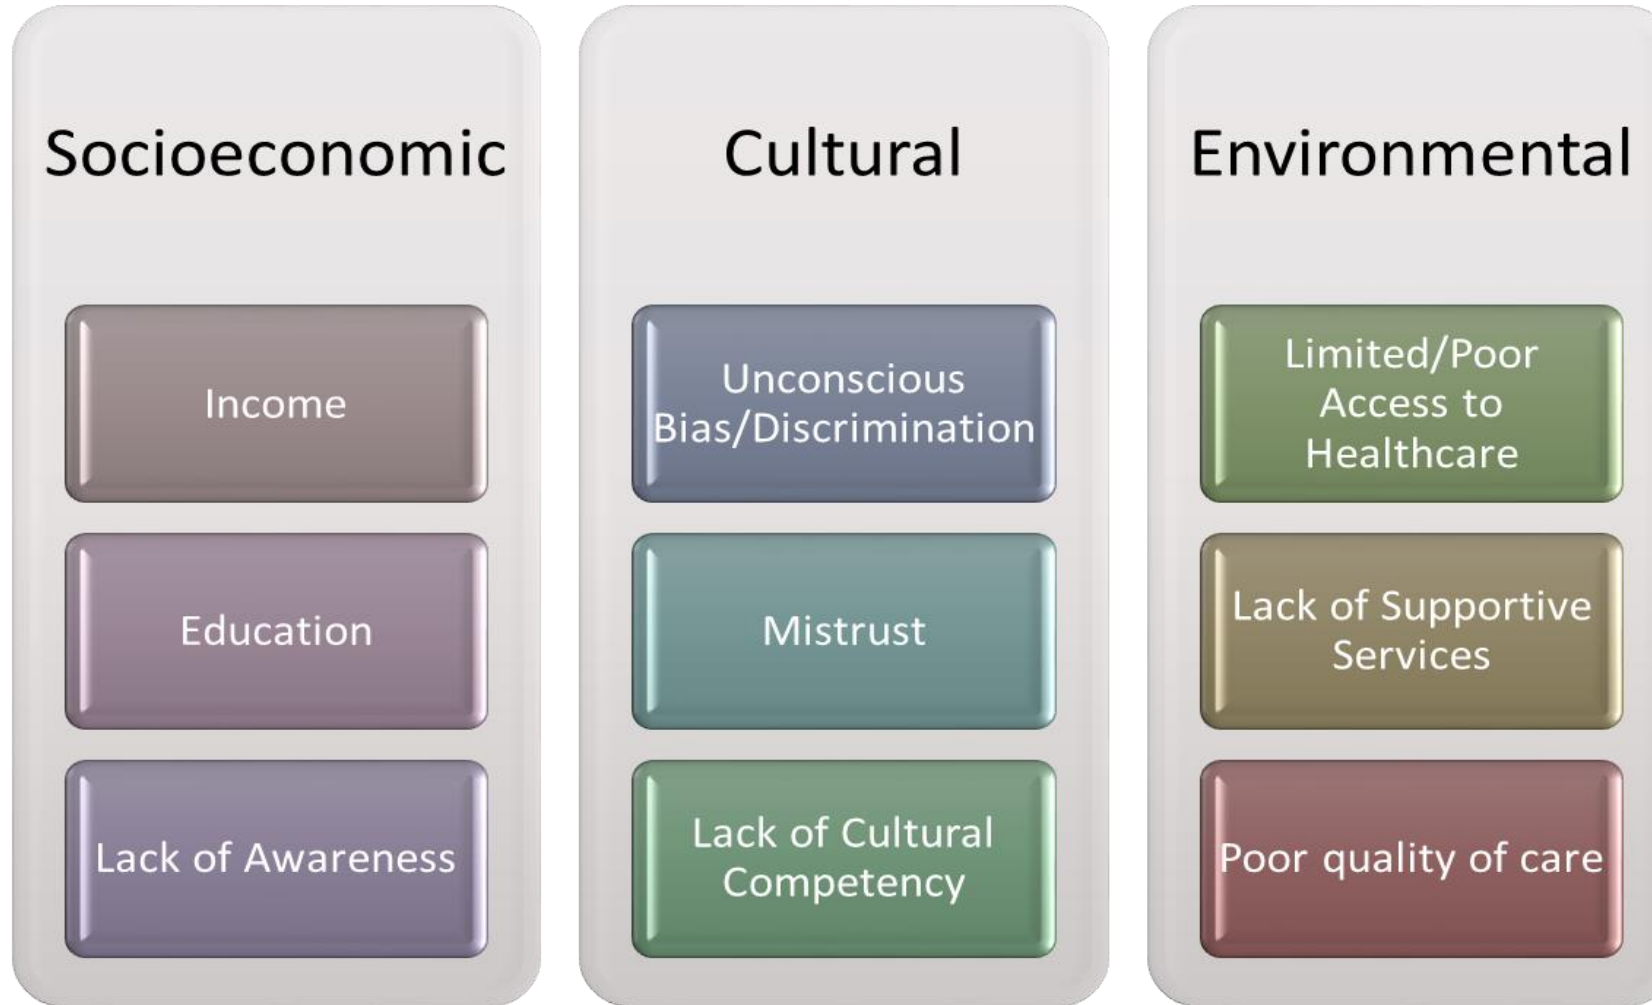 Socioeconomic
Income
Education
Lack of Awareness
Cultural
Unconscious
Bias/Discrimination
Mistrust
Lack of Cultural
Competency
Environmental
Limited/Poor
Access to
Healthcare
Lack of Supportive
Services
Poor quality of care